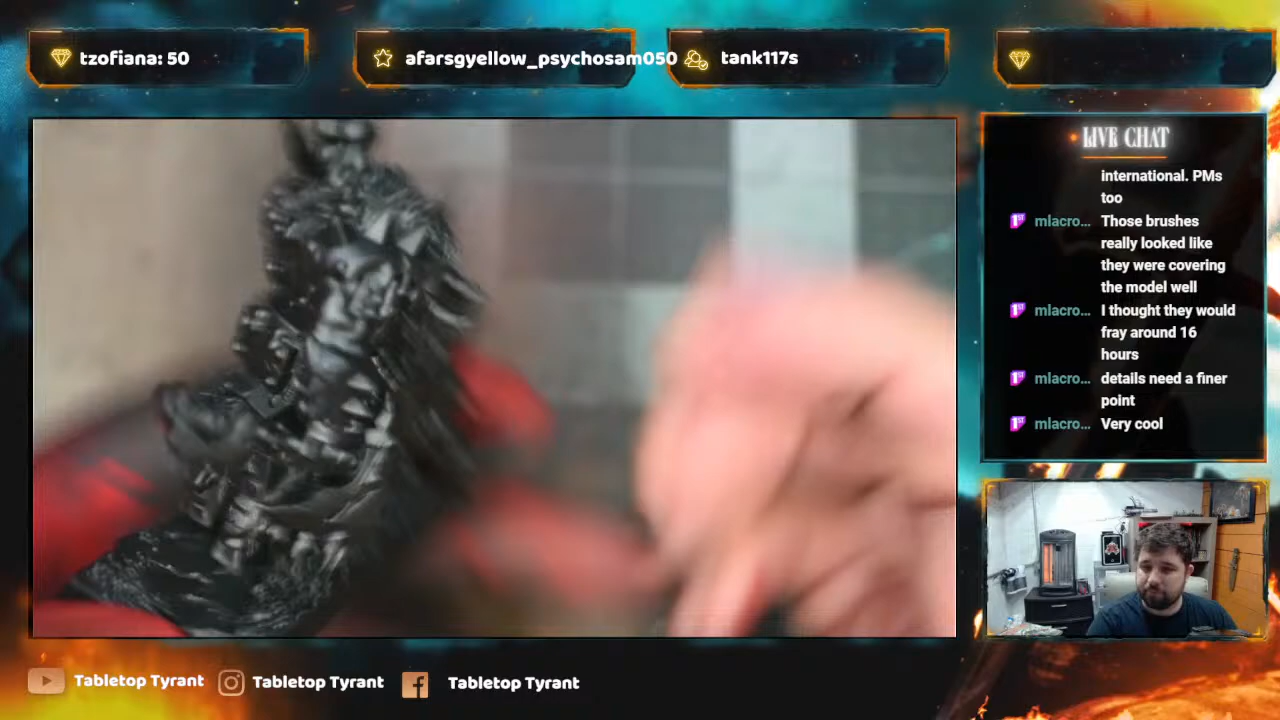 tzofiana: 50
afarsgyellow_psychosam050
tank117s
LIVE CHAT
international. PMs
too
mlacro... Those brushes
really looked like
they were covering
the model well
mlacro... I thought they would
fray around 16
hours
mlacro... details need a finer
point
mlacro... Very cool
Tabletop Tyrant
Tabletop Tyrant
Tabletop Tyrant